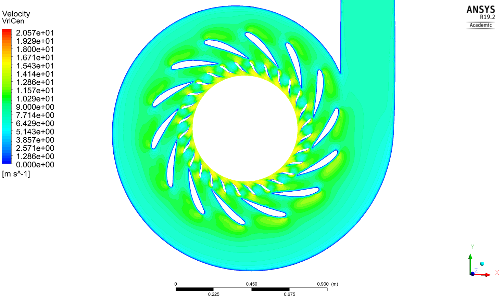 Velocity
VrlCen
2.057e+01
1.929e+01
1.800e+01
1.671e+01
1.543e+01
1.414e+01
1.286e+01
1.157e+01
1.029e+01
9.000e+00
7.714e+00
6.429e+00
5.143e+00
3.857e+00
2.571e+00
1.286e+00
0.000e+00
[m s^-1]
ANSYS
R19.2
Academic
0 0.450 0.900 (m)
0.225 0.675
Y
X